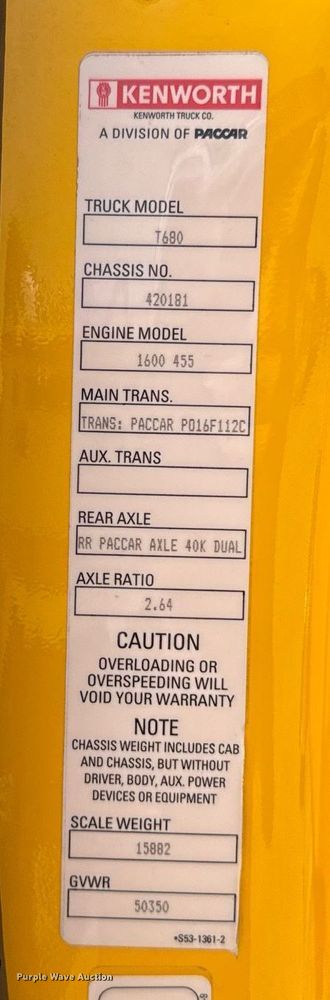 KENWORTH
KENWORTH TRUCK CO.
A DIVISION OF PACCAR
TRUCK MODEL
T680
CHASSIS NO.
420181
ENGINE MODEL
1600 455
MAIN TRANS.
TRANS: PACCAR PO16F112C
AUX. TRANS
REAR AXLE
RR PACCAR AXLE 40K DUAL
AXLE RATIO
2.64
CAUTION
OVERLOADING OR
OVERSPEEDING WILL
VOID YOUR WARRANTY
NOTE
CHASSIS WEIGHT INCLUDES CAB
AND CHASSIS, BUT WITHOUT
DRIVER, BODY, AUX. POWER
DEVICES OR EQUIPMENT
SCALE WEIGHT
15882
GVWR
50350
•S53-1361-2
Purple Wave Auction